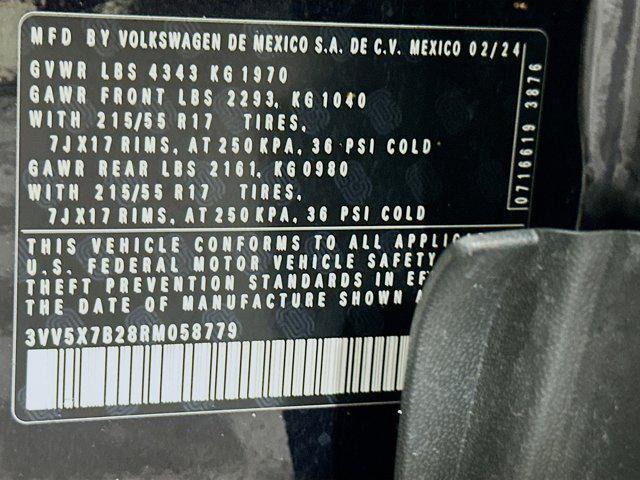 MFD BY VOLKSWAGEN DE MEXICO S.A. DE C.V. MEXICO 02/24
GVWR LBS 4343 KG 1970
GAWR FRONT LBS 2293, KG 1040
WITH 215/55 R17 TIRES,
7JX17 RIMS, AT 250 KPA, 36 PSI COLD
GAWR REAR LBS 2161, KG 0980
WITH 215/55 R17 TIRES,
7JX17 RIMS, AT 250 KPA, 36 PSI COLD
0716619 3876
THIS VEHICLE CONFORMS TO ALL
U.S. FEDERAL MOTOR VEHICLE SAFETY
THEFT PREVENTION STANDARDS IN
THE DATE OF MANUFACTURE SHOWN
3VV5X7B28RM058779